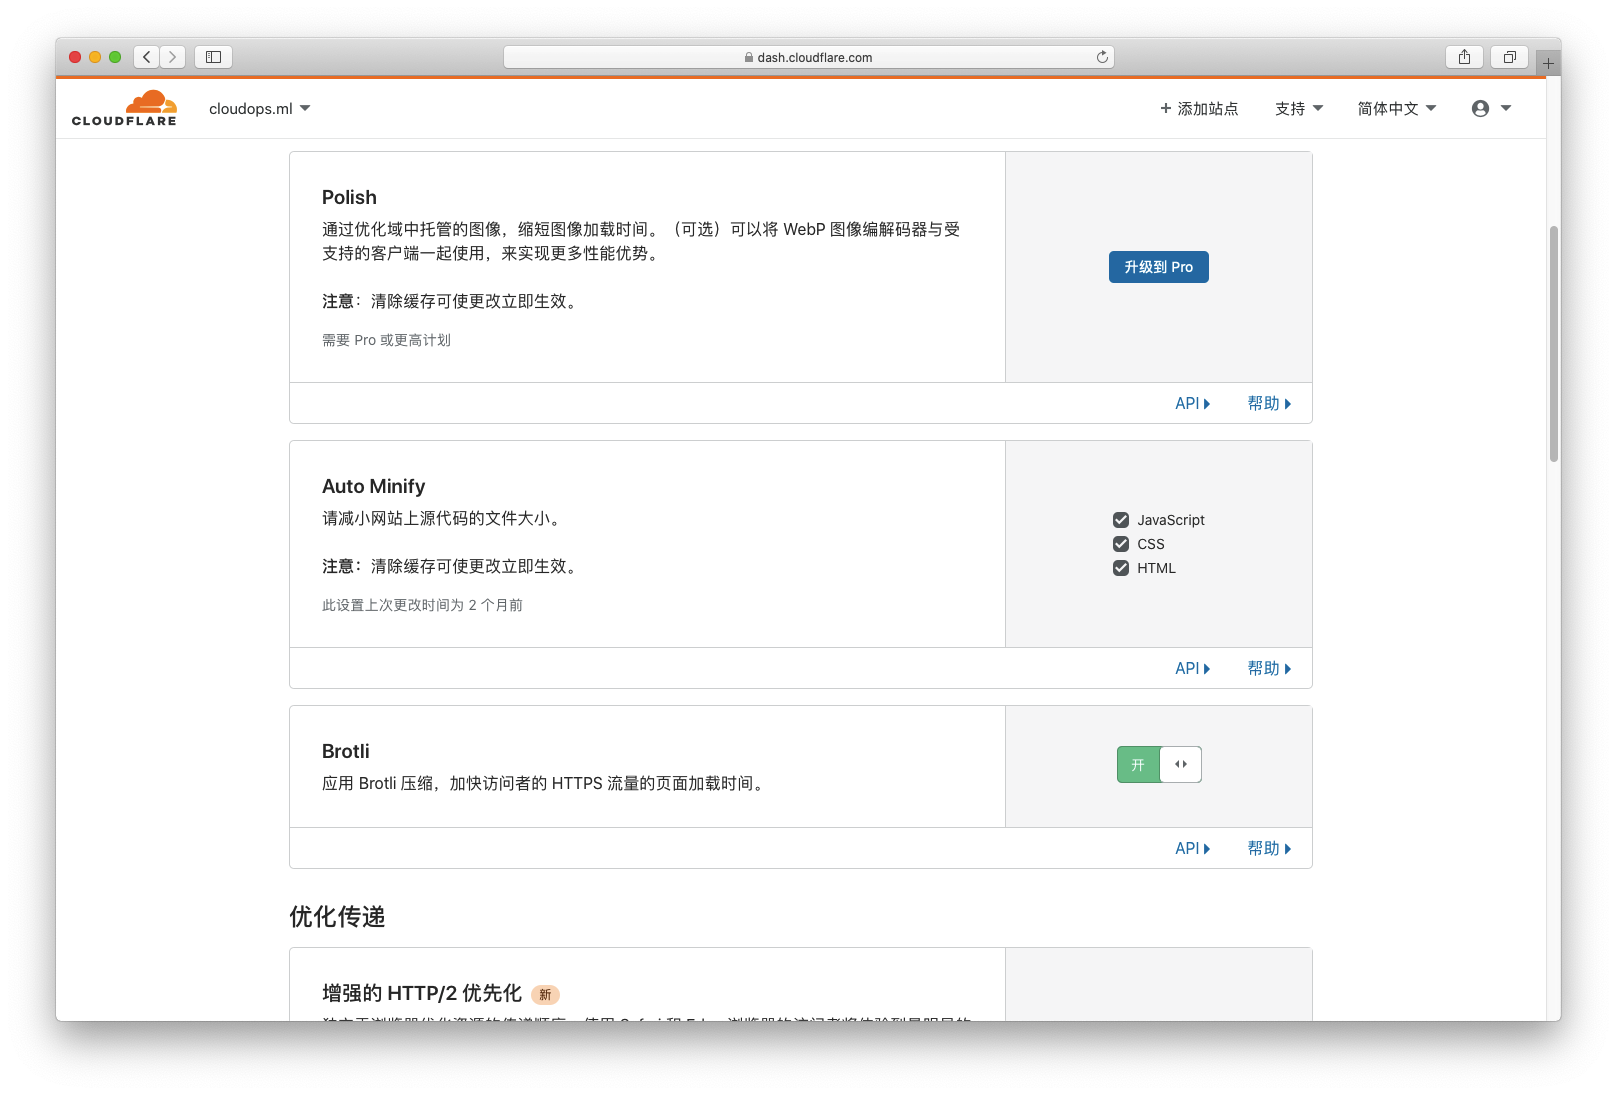 dash.cloudflare.com
CLOUDFLARE
cloudops.ml
+ 添加站点
支持
简体中文
Polish
通过优化域中托管的图像，缩短图像加载时间。（可选）可以将 WebP 图像编解码器与受
支持的客户端一起使用，来实现更多性能优势。
注意：清除缓存可使更改立即生效。
需要 Pro 或更高计划
升级到 Pro
API
帮助
Auto Minify
请减小网站上源代码的文件大小。
注意：清除缓存可使更改立即生效。
此设置上次更改时间为 2 个月前
JavaScript
CSS
HTML
API
帮助
Brotli
应用 Brotli 压缩，加快访问者的 HTTPS 流量的页面加载时间。
开
API
帮助
优化传递
增强的 HTTP/2 优先化 新